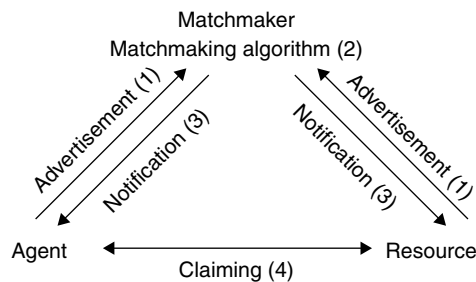 Matchmaker
Matchmaking algorithm (2)
Advertisement (1)
Notification (3)
Notification (3)
Advertisement (1)
Agent
Resource
Claiming (4)